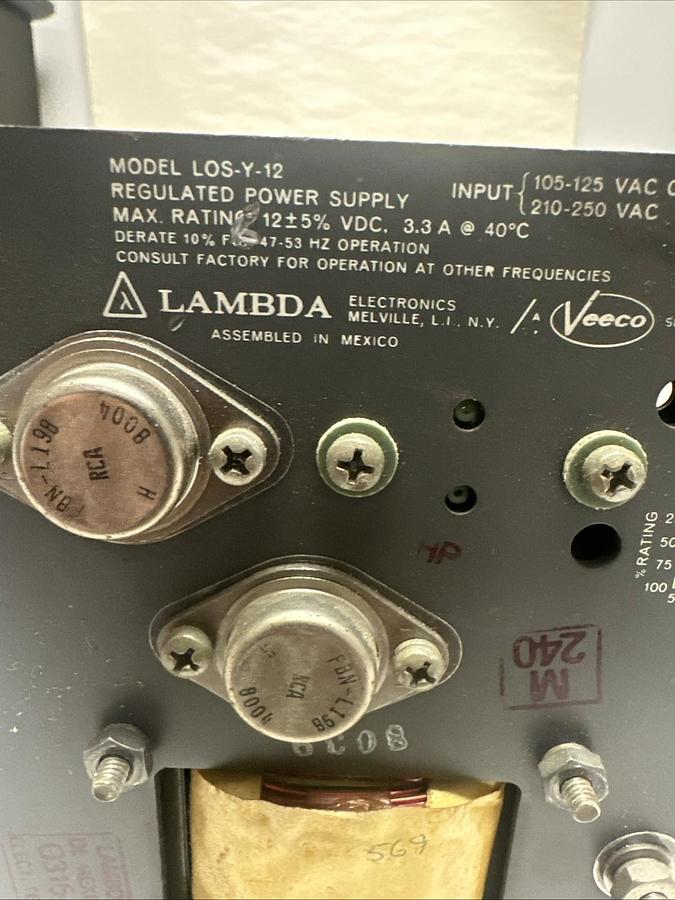 MODEL LOS-Y-12
REGULATED POWER SUPPLY
MAX. RATING 12±5% VDC, 3.3 A @ 40°C
DERATE 10% 47-53 HZ OPERATION
CONSULT FACTORY FOR OPERATION AT OTHER FREQUENCIES
INPUT { 105-125 VAC
210-250 VAC
λ LAMBDA ELECTRONICS
MELVILLE, L.I., N.Y. /A Veeco
ASSEMBLED IN MEXICO
8004
RCA
FBN-L198
H
% RATING
50
75
100
FBN-L198
RCA
8004
M
240
8039
569
LAMBDA